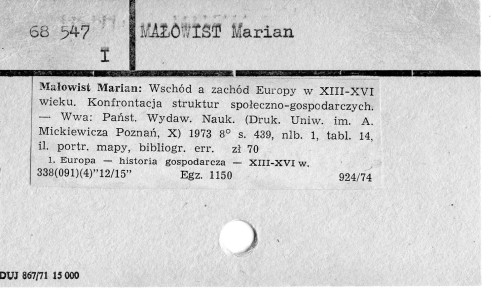 68 547
I
MAŁOWIST Marian
Małowist Marian: Wschód a zachód Europy w XIII-XVI
wieku. Konfrontacja struktur społeczno-gospodarczych.
— Wwa: Państ. Wydaw. Nauk. (Druk. Uniw. im. A.
Mickiewicza Poznań, X) 1973 8° s. 439, nlb. 1, tabl. 14,
il. portr. mapy, bibliogr. err. zł 70
1. Europa — historia gospodarcza — XIII-XVI w.
338(091)(4)"12/15" Egz. 1150 924/74
DUJ 867/71 15 000